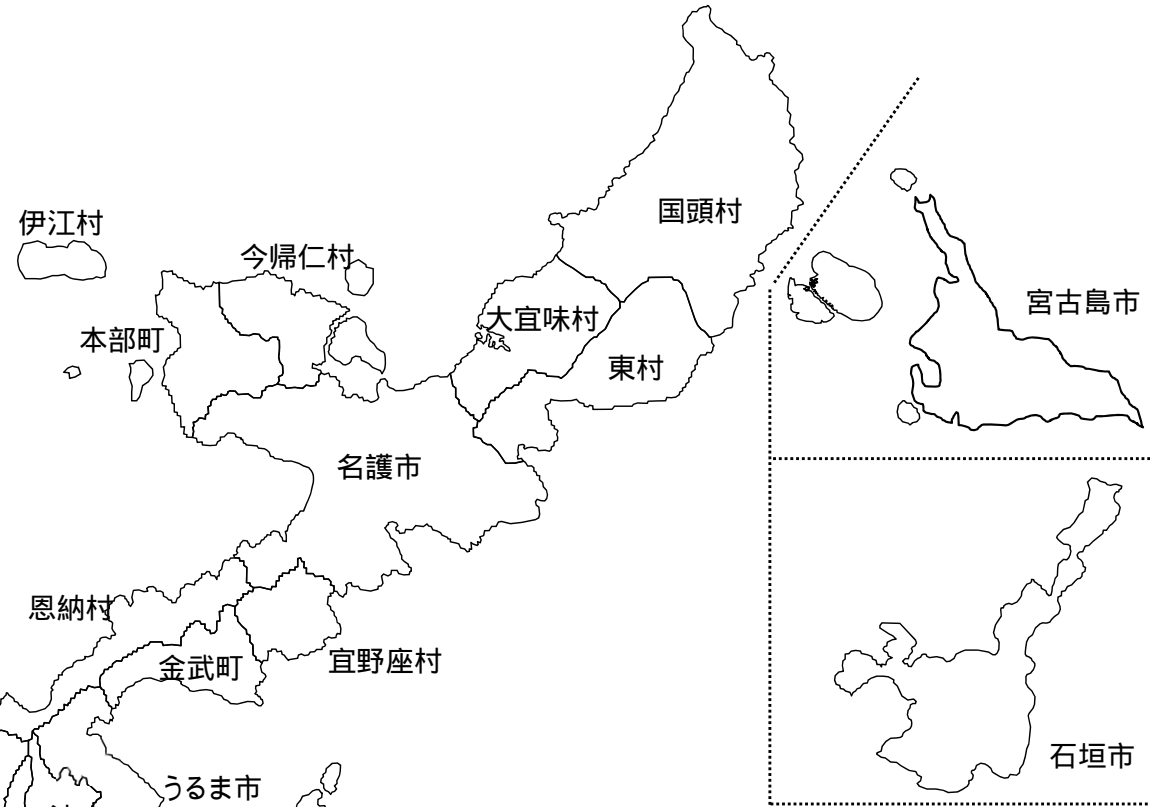 国頭村
伊江村
今帰仁村
宮古島市
大宜味村
本部町
東村
名護市
恩納村
宜野座村
金武町
石垣市
うるま市